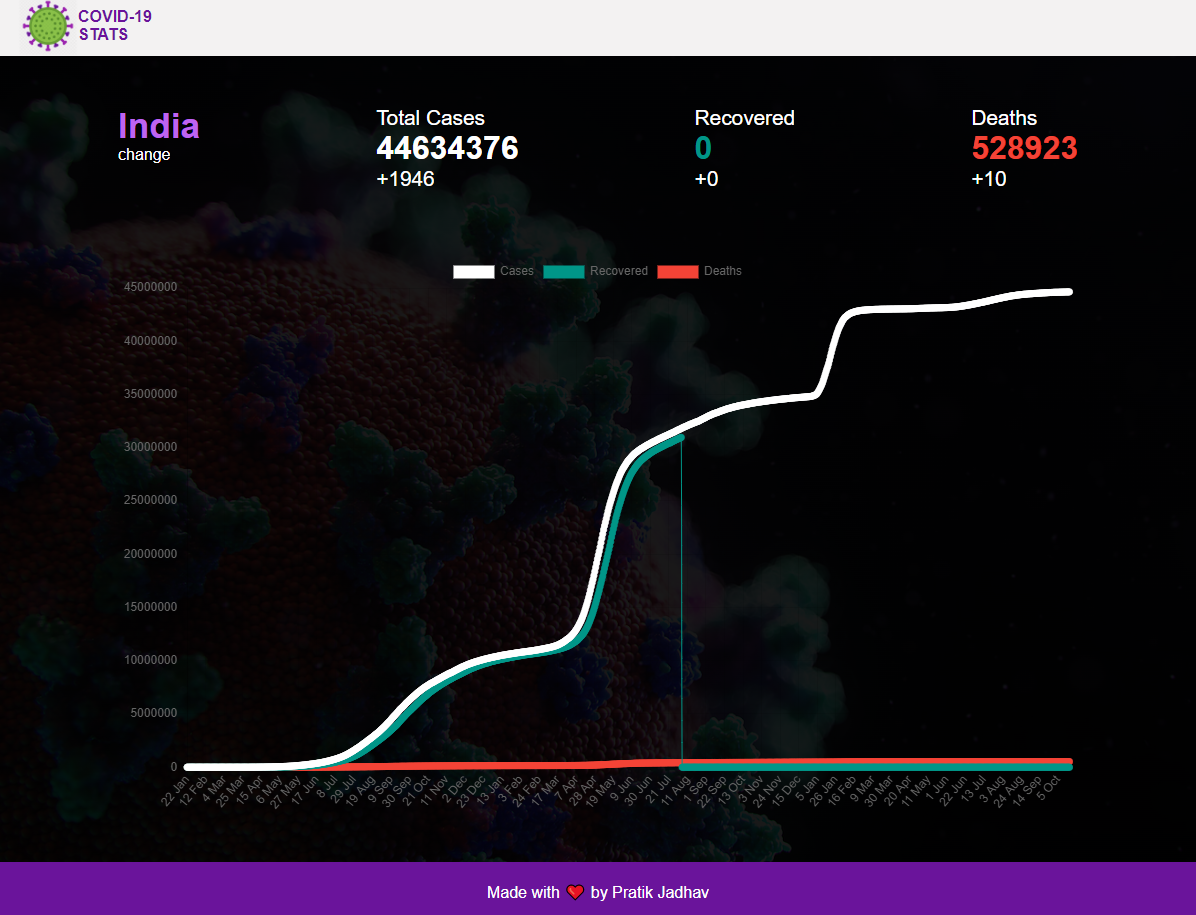 COVID-19
STATS
India
change
Total Cases
44634376
+1946
Recovered
0
+0
Deaths
528923
+10
Cases Recovered Deaths
45000000
40000000
35000000
30000000
25000000
20000000
15000000
10000000
5000000
0
22 Jan 12 Feb 4 Mar 25 Mar 15 Apr 6 May 27 May 17 Jun 8 Jul 29 Jul 19 Aug 9 Sep 30 Sep 21 Oct 11 Nov 2 Dec 23 Dec 13 Jan 3 Feb 24 Feb 17 Mar 7 Apr 28 Apr 19 May 9 Jun 30 Jun 21 Jul 11 Aug 1 Sep 22 Sep 13 Oct 3 Nov 24 Nov 15 Dec 5 Jan 26 Jan 16 Feb 9 Mar 30 Mar 20 Apr 11 May 1 Jun 22 Jun 13 Jul 3 Aug 24 Aug 14 Sep 5 Oct
Made with ❤️ by Pratik Jadhav